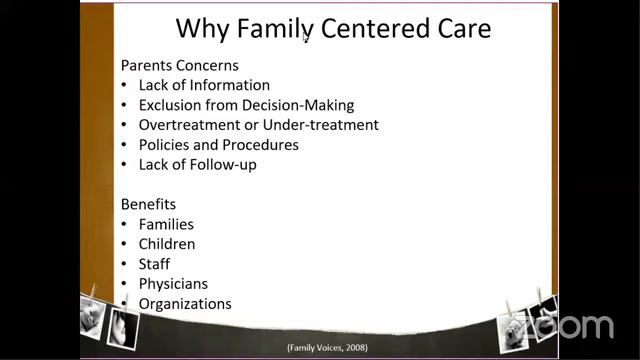 Why Family Centered Care
Parents Concerns
• Lack of Information
• Exclusion from Decision-Making
• Overtreatment or Under-treatment
• Policies and Procedures
• Lack of Follow-up
Benefits
• Families
• Children
• Staff
• Physicians
• Organizations
(Family Voices, 2008)
zoom